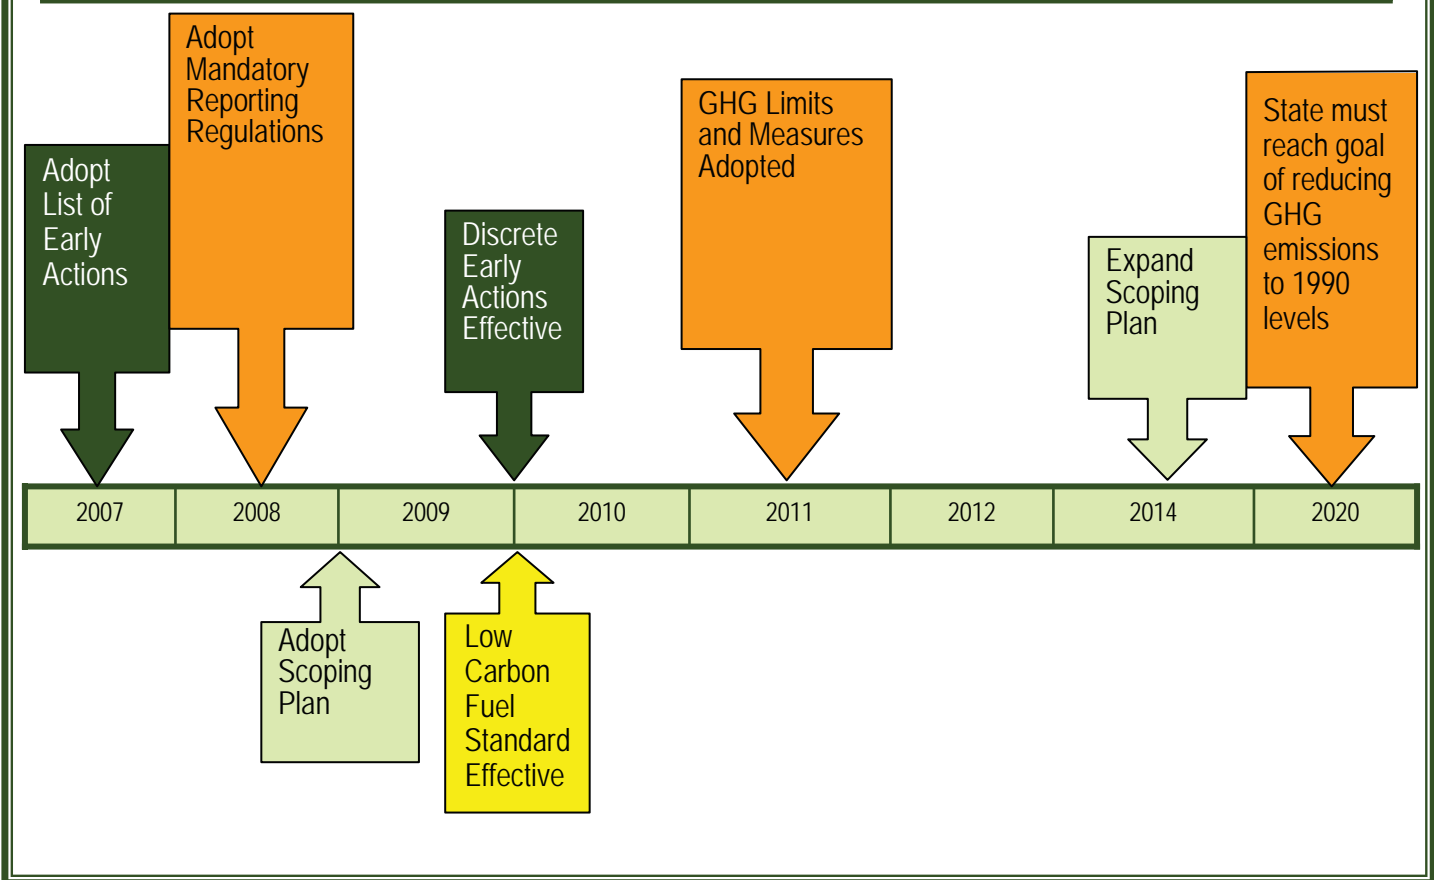 Adopt
Mandatory
Reporting
Regulations
Adopt
List of
Early
Actions
Discrete
Early
Actions
Effective
GHG Limits
and Measures
Adopted
Expand
Scoping
Plan
State must
reach goal
of reducing
GHG
emissions
to 1990
levels
2007 2008 2009 2010 2011 2012 2014 2020
Adopt
Scoping
Plan
Low
Carbon
Fuel
Standard
Effective